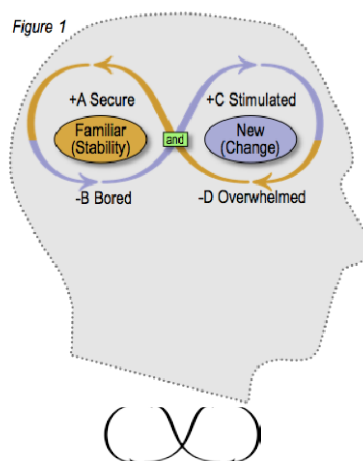 Figure 1
+A Secure
+C Stimulated
Familiar
(Stability)
and
New
(Change)
-B Bored
-D Overwhelmed